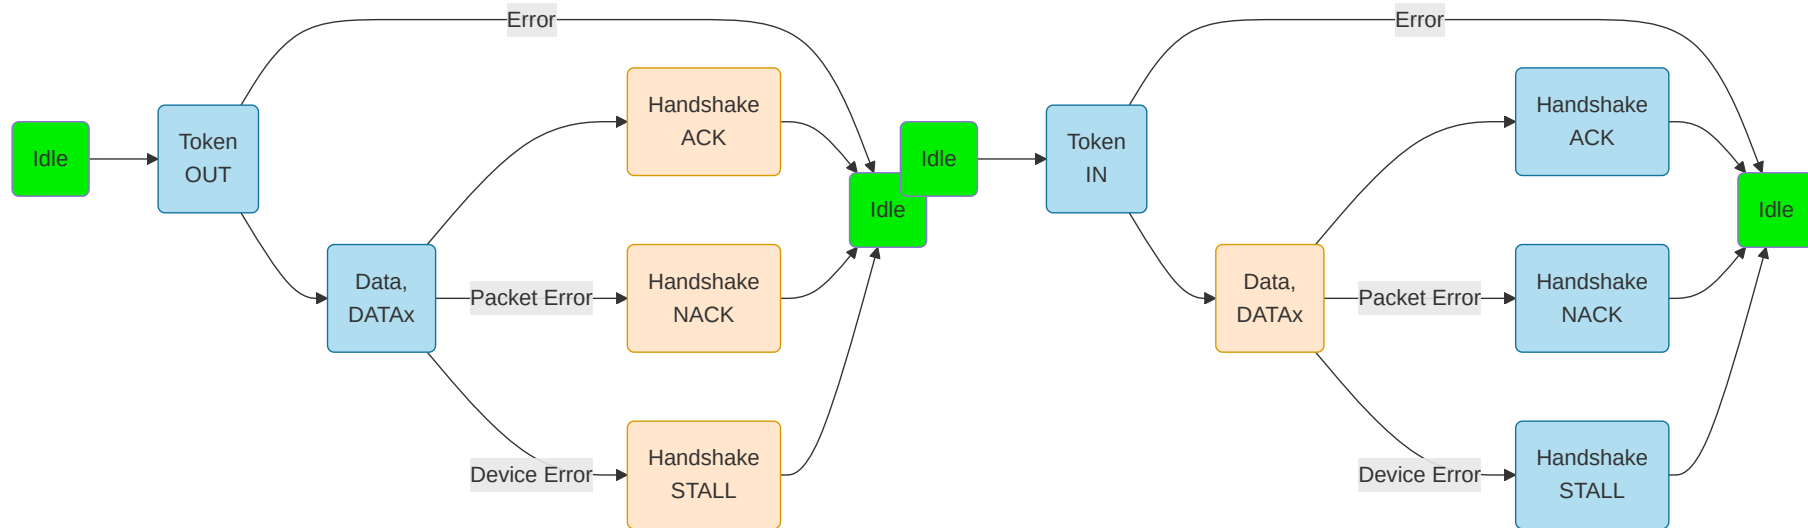 Error
Idle
Token
OUT
Data,
DATAx
Handshake
ACK
Packet Error
Handshake
NACK
Device Error
Handshake
STALL
Idle
Error
Idle
Token
IN
Data,
DATAx
Handshake
ACK
Packet Error
Handshake
NACK
Device Error
Handshake
STALL
Idle